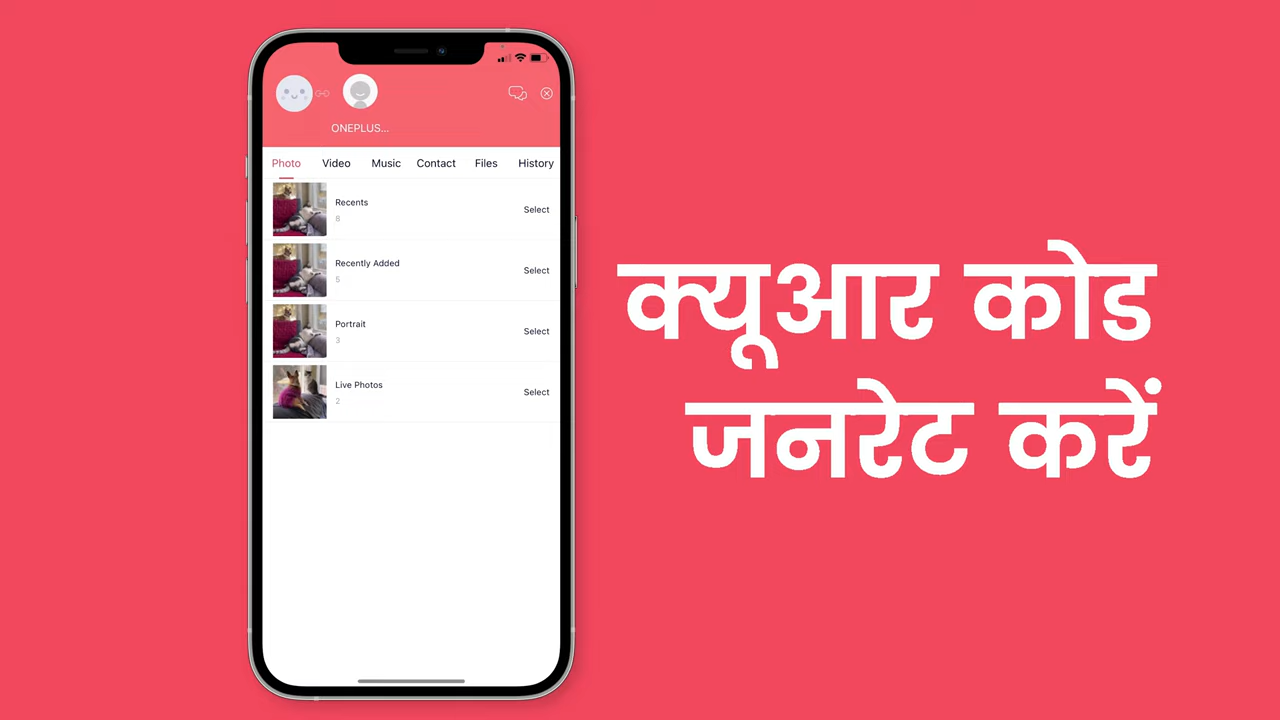 ONEPLUS...
Photo Video Music Contact Files History
Recents
8
Select
Recently Added
5
Select
Portrait
3
Select
Live Photos
2
Select
क्यूआर कोड
जनरेट करें